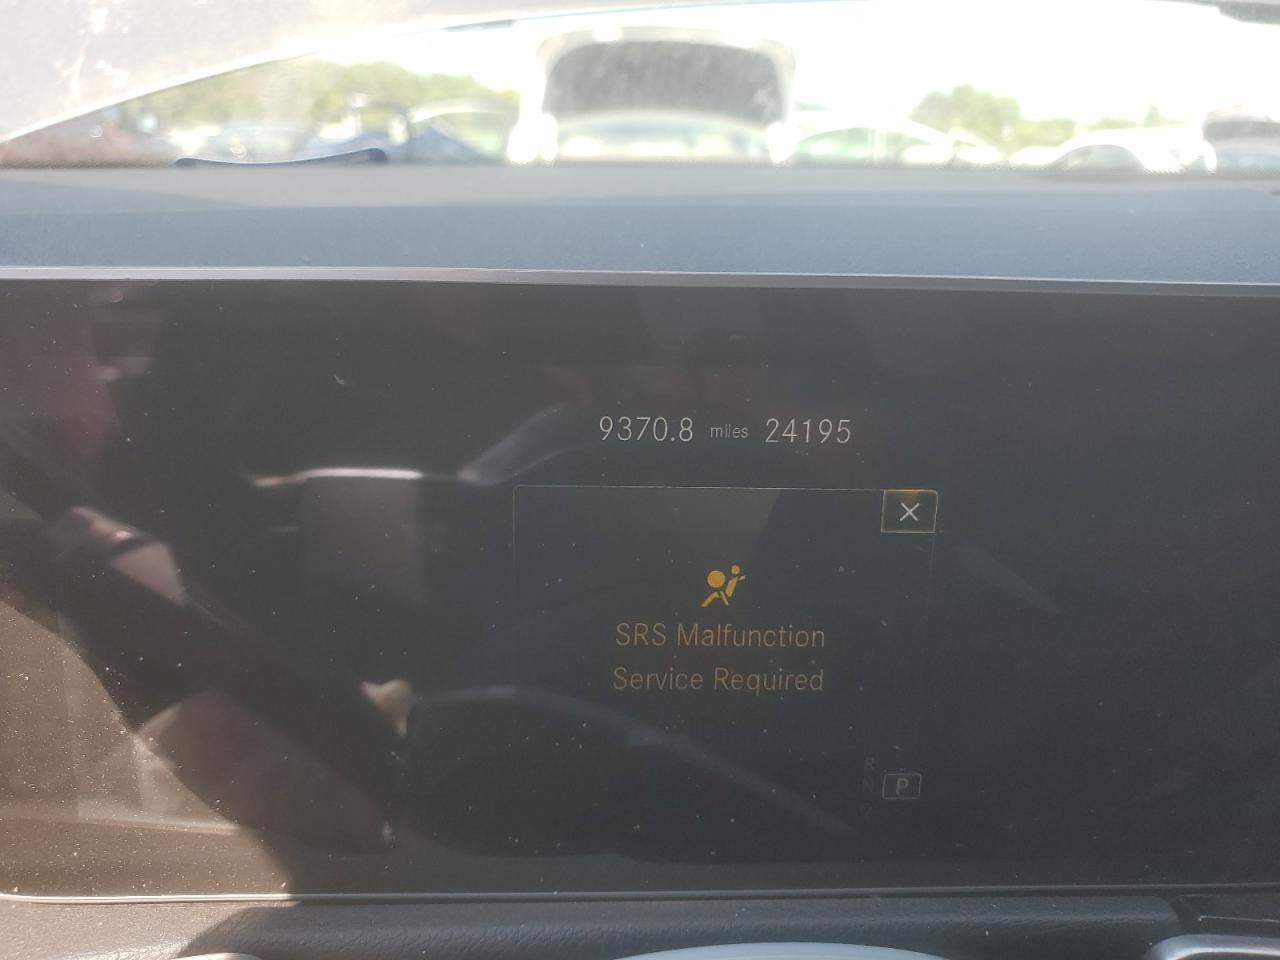 9370.8 miles 24195
SRS Malfunction
Service Required
R
N
P
D